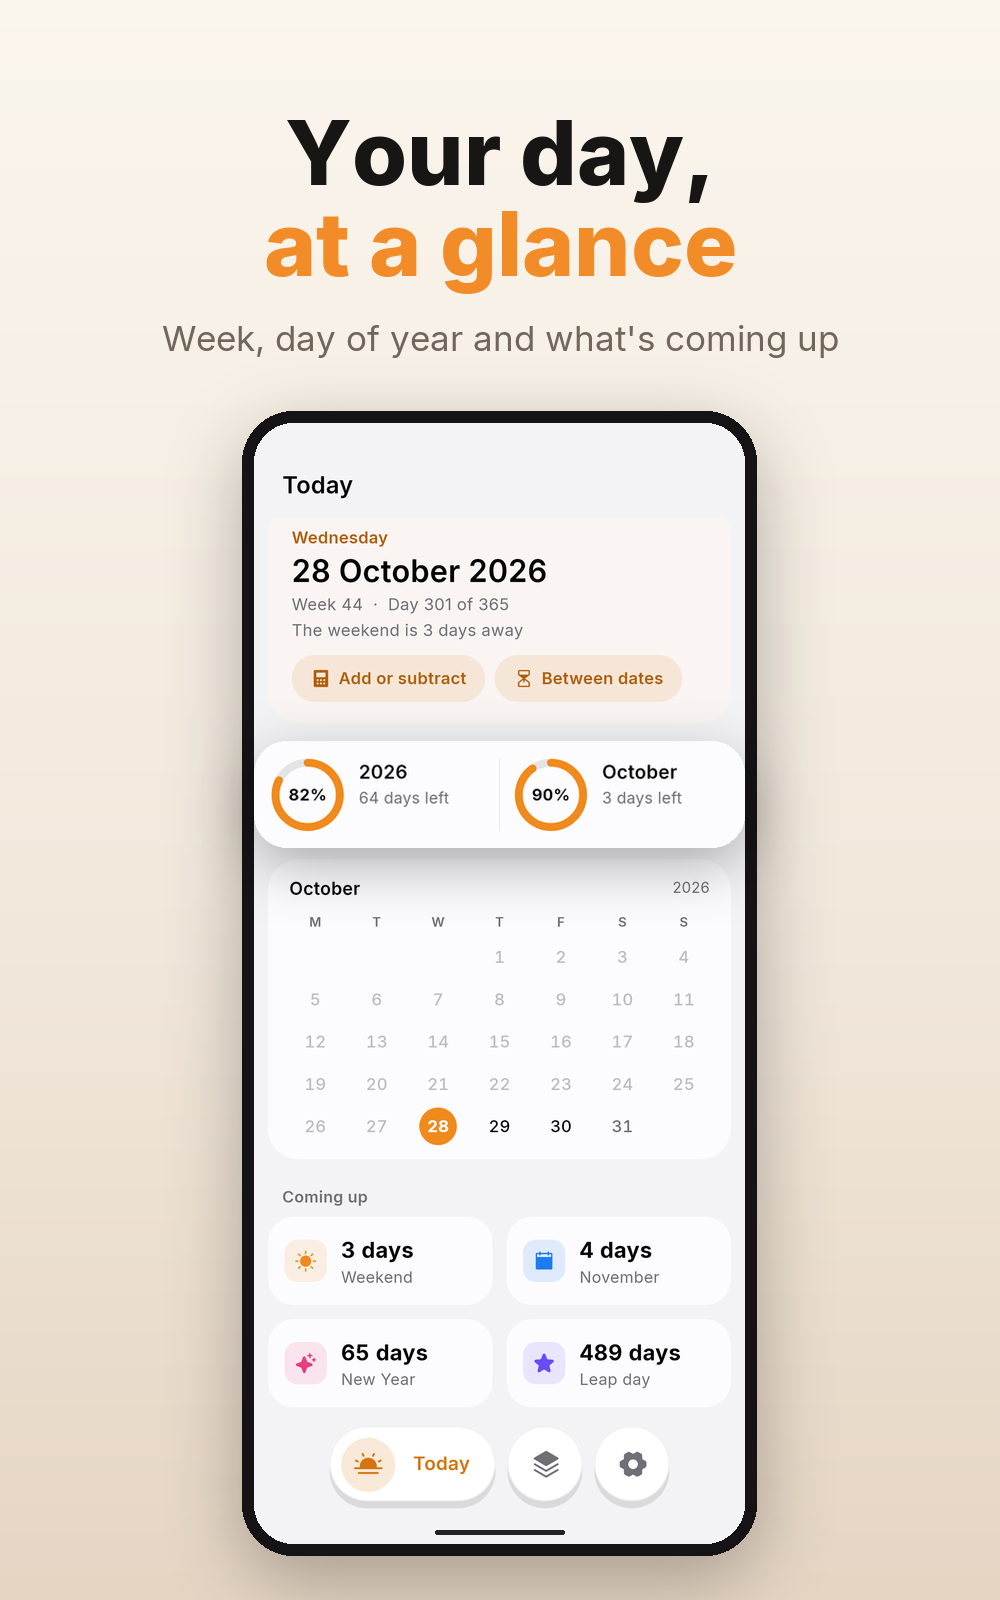 Your day,
at a glance
Week, day of year and what's coming up
Today
Wednesday
28 October 2026
Week 44 · Day 301 of 365
The weekend is 3 days away
Add or subtract
Between dates
82%
2026
64 days left
90%
October
3 days left
October 2026
M T W T F S S
1 2 3 4
5 6 7 8 9 10 11
12 13 14 15 16 17 18
19 20 21 22 23 24 25
26 27 28 29 30 31
Coming up
3 days
Weekend
4 days
November
65 days
New Year
489 days
Leap day
Today